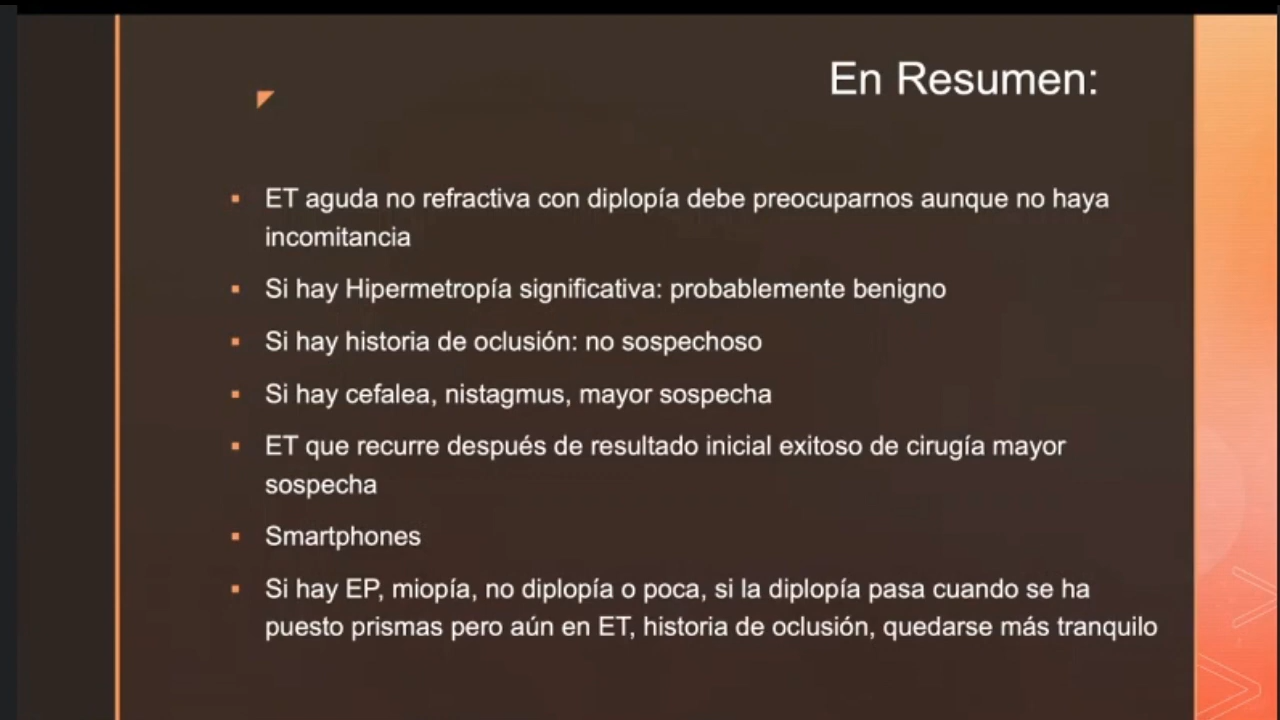 En Resumen:
ET aguda no refractiva con diplopía debe preocuparnos aunque no haya
incomitancia
Si hay Hipermetropía significativa: probablemente benigno
Si hay historia de oclusión: no sospechoso
Si hay cefalea, nistagmus, mayor sospecha
ET que recurre después de resultado inicial exitoso de cirugía mayor
sospecha
Smartphones
Si hay EP, miopía, no diplopía o poca, si la diplopía pasa cuando se ha
puesto prismas pero aún en ET, historia de oclusión, quedarse más tranquilo